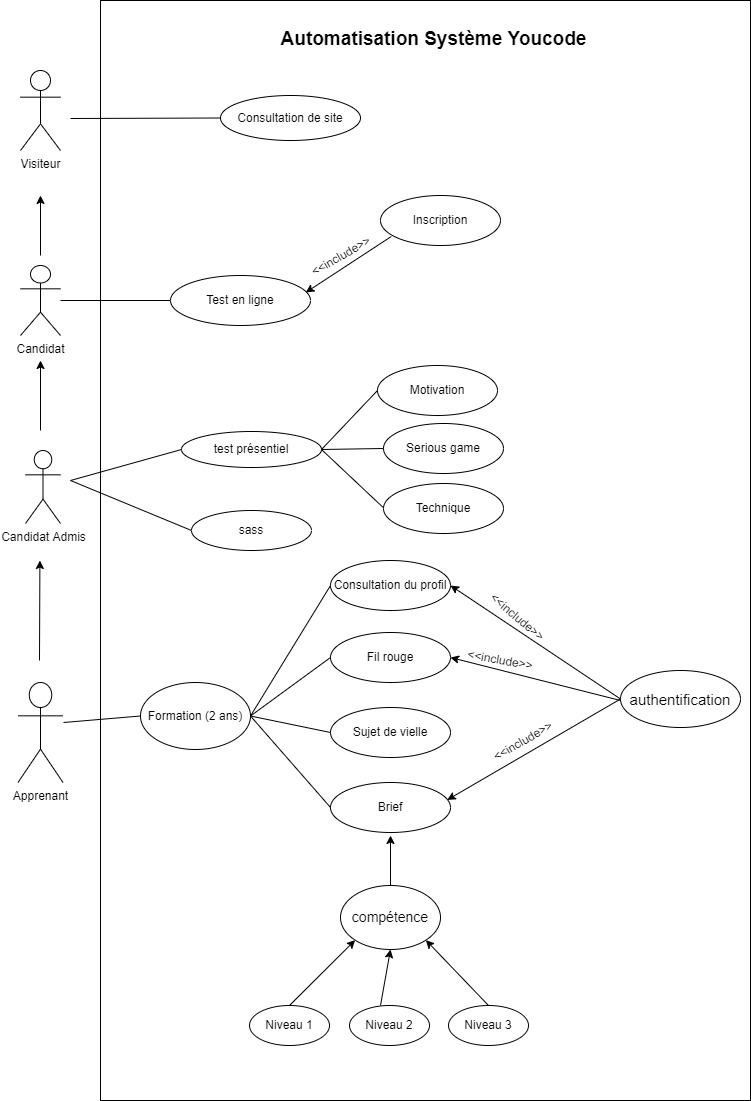 Automatisation Système Youcode
Consultation de site
Visiteur
Inscription
<<include>>
Test en ligne
Candidat
Motivation
test présentiel
Serious game
Technique
sass
Candidat Admis
Consultation du profil
<<include>>
Fil rouge
<<include>>
authentification
Formation (2 ans)
Sujet de vielle
<<include>>
Apprenant
Brief
compétence
Niveau 1
Niveau 2
Niveau 3